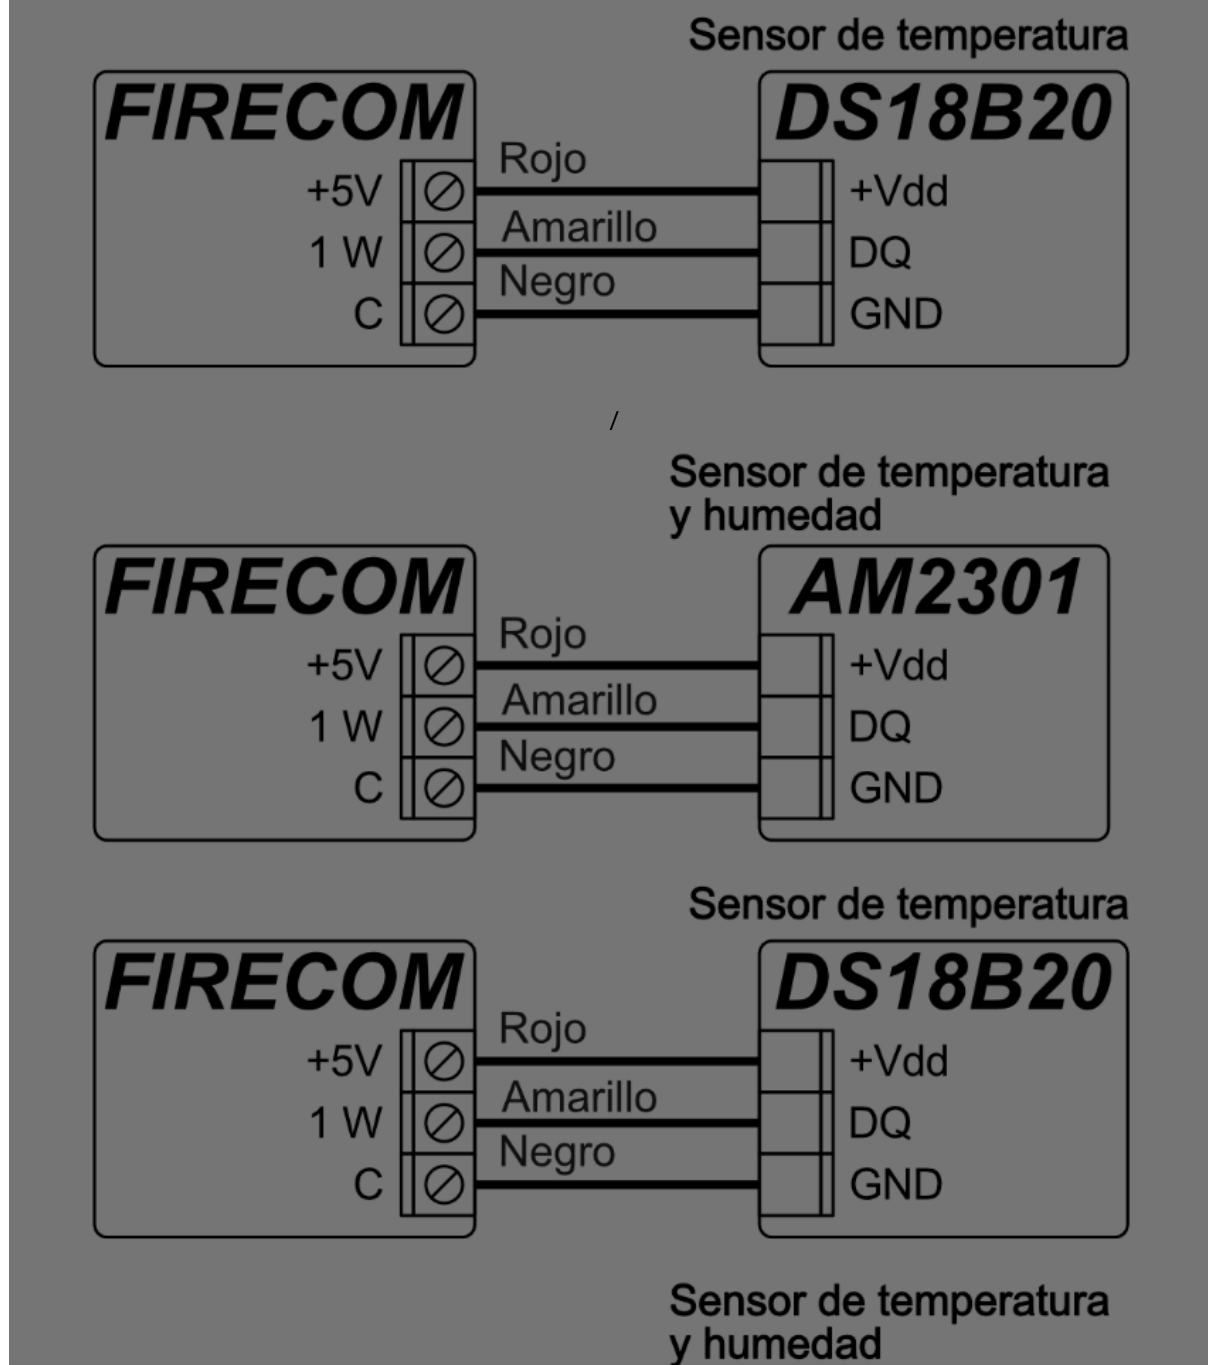 Sensor de temperatura
FIRECOM DS18B20
Rojo
+5V +Vdd
Amarillo
1 W DQ
Negro
C GND
/
Sensor de temperatura
y humedad
FIRECOM AM2301
Rojo
+5V +Vdd
Amarillo
1 W DQ
Negro
C GND
Sensor de temperatura
FIRECOM DS18B20
Rojo
+5V +Vdd
Amarillo
1 W DQ
Negro
C GND
Sensor de temperatura
y humedad